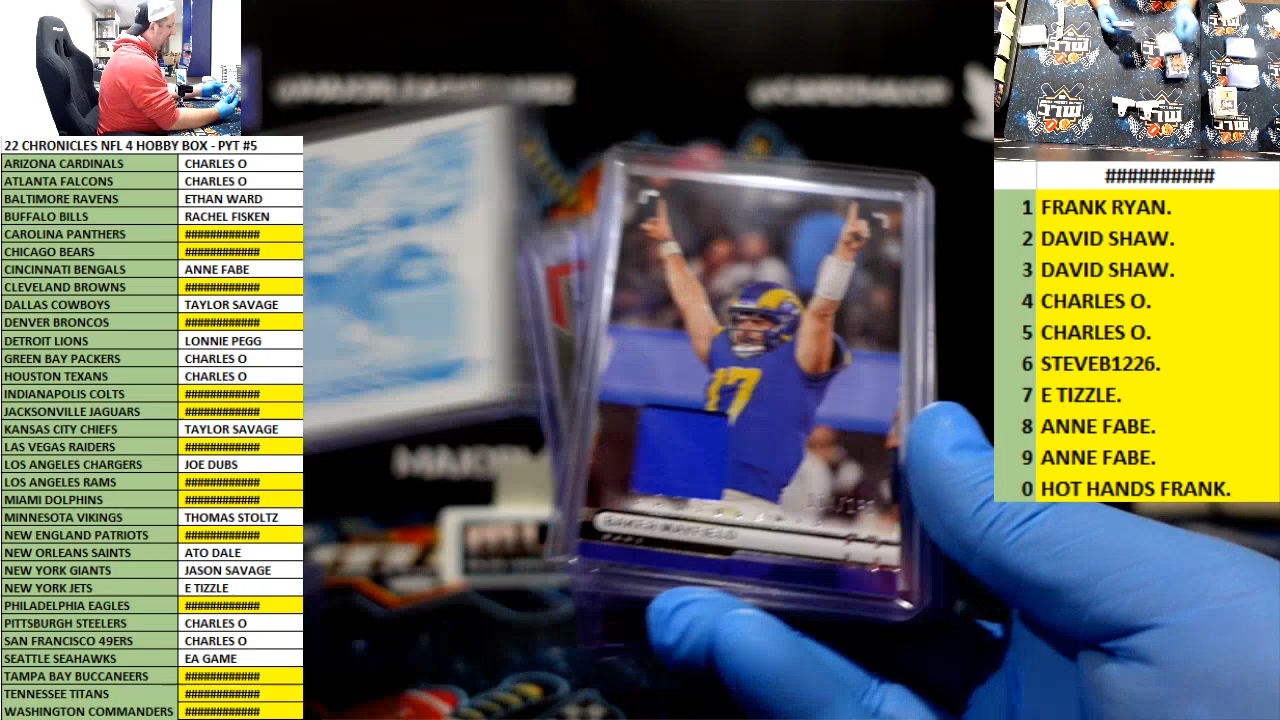 22 CHRONICLES NFL 4 HOBBY BOX - PYT #5
ARIZONA CARDINALS CHARLES O
ATLANTA FALCONS CHARLES O
BALTIMORE RAVENS ETHAN WARD
BUFFALO BILLS RACHEL FISKEN
CAROLINA PANTHERS ############
CHICAGO BEARS ############
CINCINNATI BENGALS ANNE FABE
CLEVELAND BROWNS ############
DALLAS COWBOYS TAYLOR SAVAGE
DENVER BRONCOS ############
DETROIT LIONS LONNIE PEGG
GREEN BAY PACKERS CHARLES O
HOUSTON TEXANS CHARLES O
INDIANAPOLIS COLTS ############
JACKSONVILLE JAGUARS ############
KANSAS CITY CHIEFS TAYLOR SAVAGE
LAS VEGAS RAIDERS ############
LOS ANGELES CHARGERS JOE DUBS
LOS ANGELES RAMS ############
MIAMI DOLPHINS ############
MINNESOTA VIKINGS THOMAS STOLTZ
NEW ENGLAND PATRIOTS ############
NEW ORLEANS SAINTS ATO DALE
NEW YORK GIANTS JASON SAVAGE
NEW YORK JETS E TIZZLE
PHILADELPHIA EAGLES ############
PITTSBURGH STEELERS CHARLES O
SAN FRANCISCO 49ERS CHARLES O
SEATTLE SEAHAWKS EA GAME
TAMPA BAY BUCCANEERS ############
TENNESSEE TITANS ############
WASHINGTON COMMANDERS ############
17
BAKER MAYFIELD
##########
1 FRANK RYAN.
2 DAVID SHAW.
3 DAVID SHAW.
4 CHARLES O.
5 CHARLES O.
6 STEVEB1226.
7 E TIZZLE.
8 ANNE FABE.
9 ANNE FABE.
0 HOT HANDS FRANK.